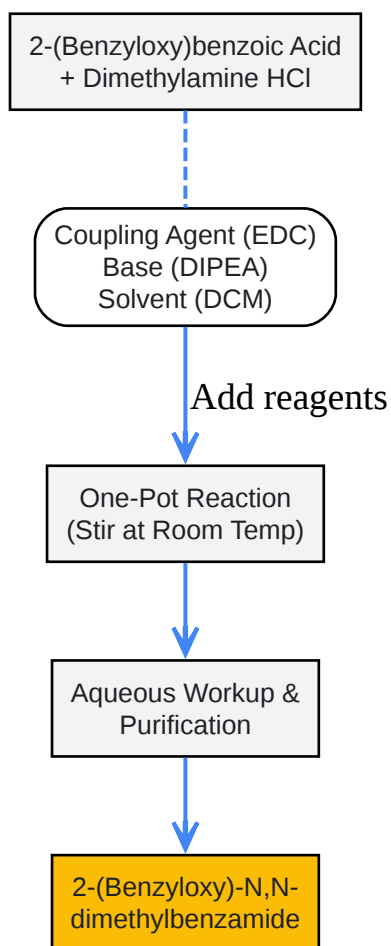 2-(Benzyloxy)benzoic Acid
+ Dimethylamine HCl
Coupling Agent (EDC)
Base (DIPEA)
Solvent (DCM)
Add reagents
One-Pot Reaction
(Stir at Room Temp)
Aqueous Workup &
Purification
2-(Benzyloxy)-N,N-
dimethylbenzamide